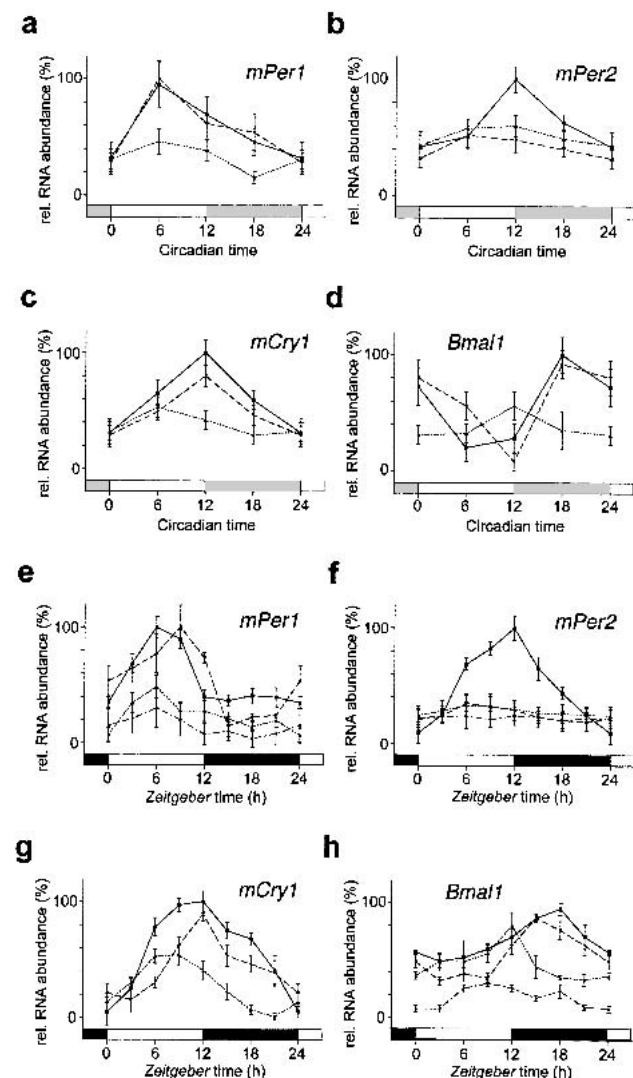 a
mPer1
rel. RNA abundance (%)
100
0
0 6 12 18 24
Circadian time
b
mPer2
rel. RNA abundance (%)
100
0
0 6 12 18 24
Circadian time
c
mCry1
rel. RNA abundance (%)
100
0
0 6 12 18 24
Circadian time
d
Bmal1
rel. RNA abundance (%)
100
0
0 6 12 18 24
Circadian time
e
mPer1
rel. RNA abundance (%)
100
0
0 6 12 18 24
Zeitgeber time (h)
f
mPer2
rel. RNA abundance (%)
100
0
0 6 12 18 24
Zeitgeber time (h)
g
mCry1
rel. RNA abundance (%)
100
0
0 6 12 18 24
Zeitgeber time (h)
h
Bmal1
rel. RNA abundance (%)
100
0
0 6 12 18 24
Zeitgeber time (h)